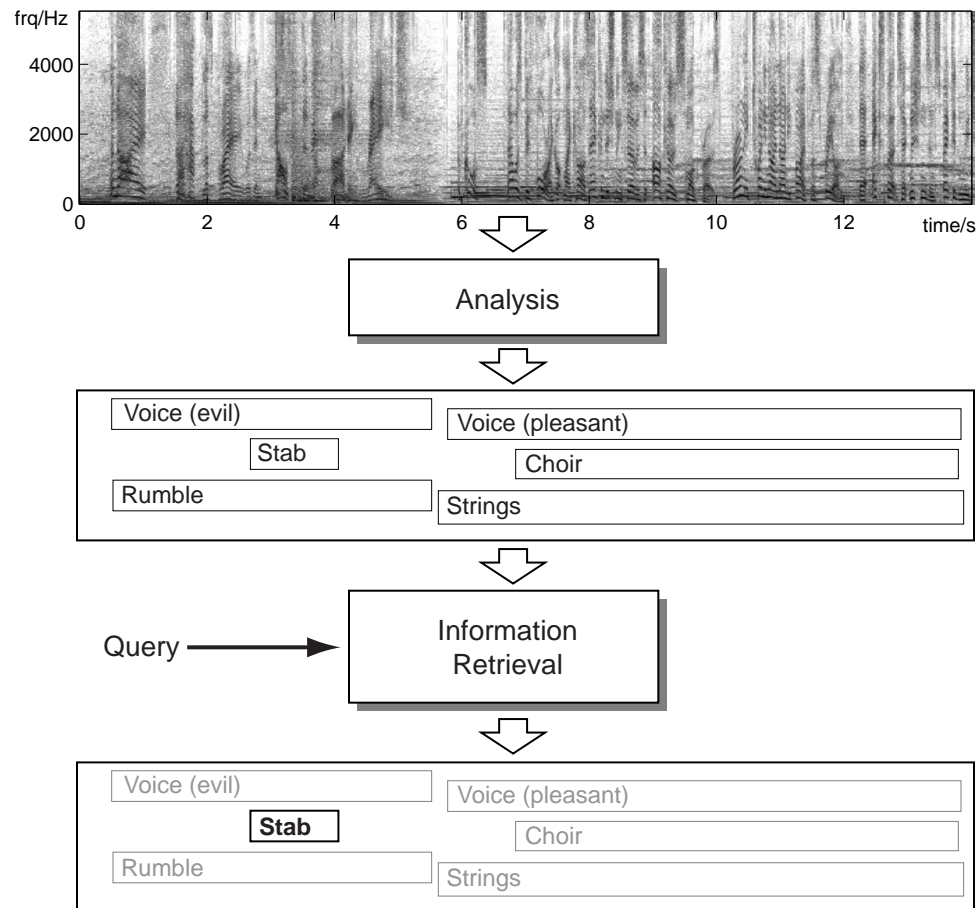 frq/Hz
4000
2000
0
0 2 4 6 8 10 12 time/s
Analysis
Voice (evil)
Voice (pleasant)
Stab
Choir
Rumble
Strings
Query
Information
Retrieval
Voice (evil)
Voice (pleasant)
Stab
Choir
Rumble
Strings